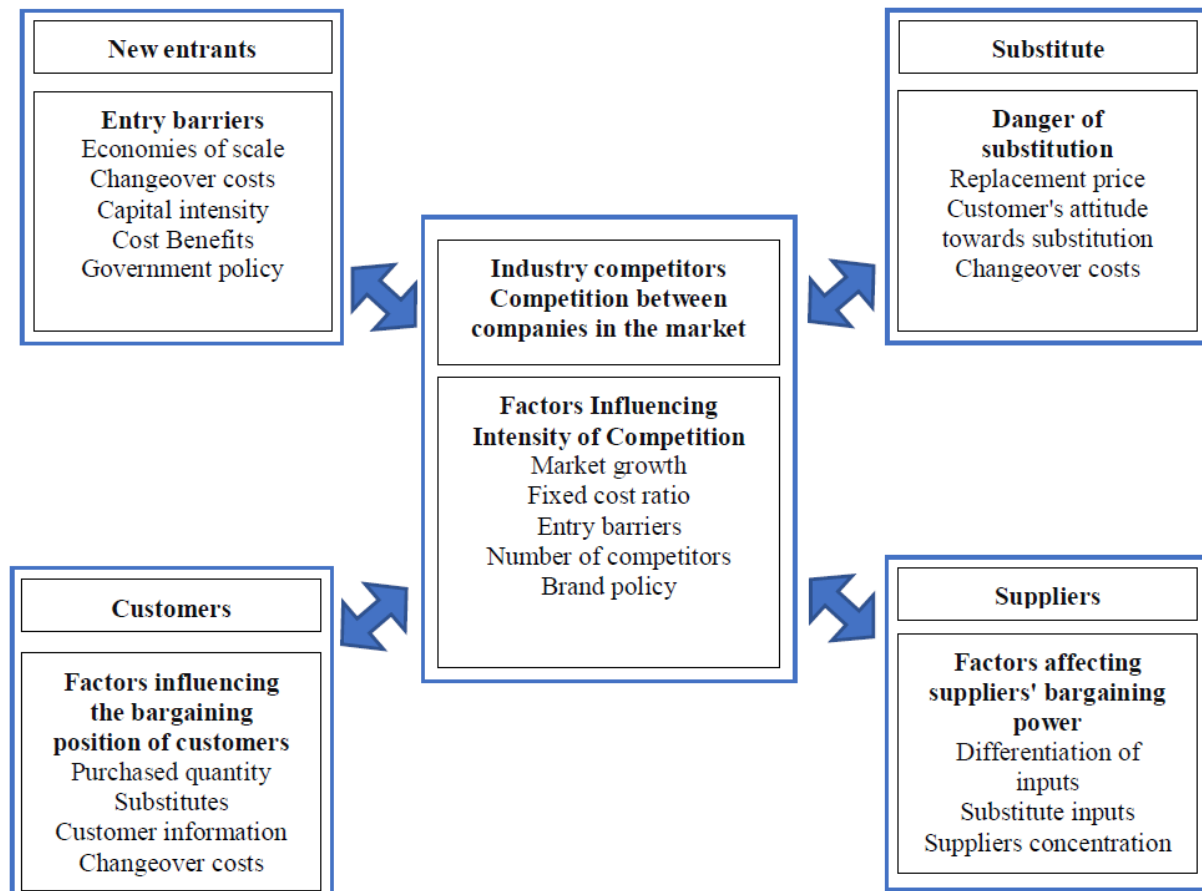 New entrants
Entry barriers
Economies of scale
Changeover costs
Capital intensity
Cost Benefits
Government policy
Substitute
Danger of
substitution
Replacement price
Customer's attitude
towards substitution
Changeover costs
Industry competitors
Competition between
companies in the market
Factors Influencing
Intensity of Competition
Market growth
Fixed cost ratio
Entry barriers
Number of competitors
Brand policy
Customers
Factors influencing
the bargaining
position of customers
Purchased quantity
Substitutes
Customer information
Changeover costs
Suppliers
Factors affecting
suppliers' bargaining
power
Differentiation of
inputs
Substitute inputs
Suppliers concentration